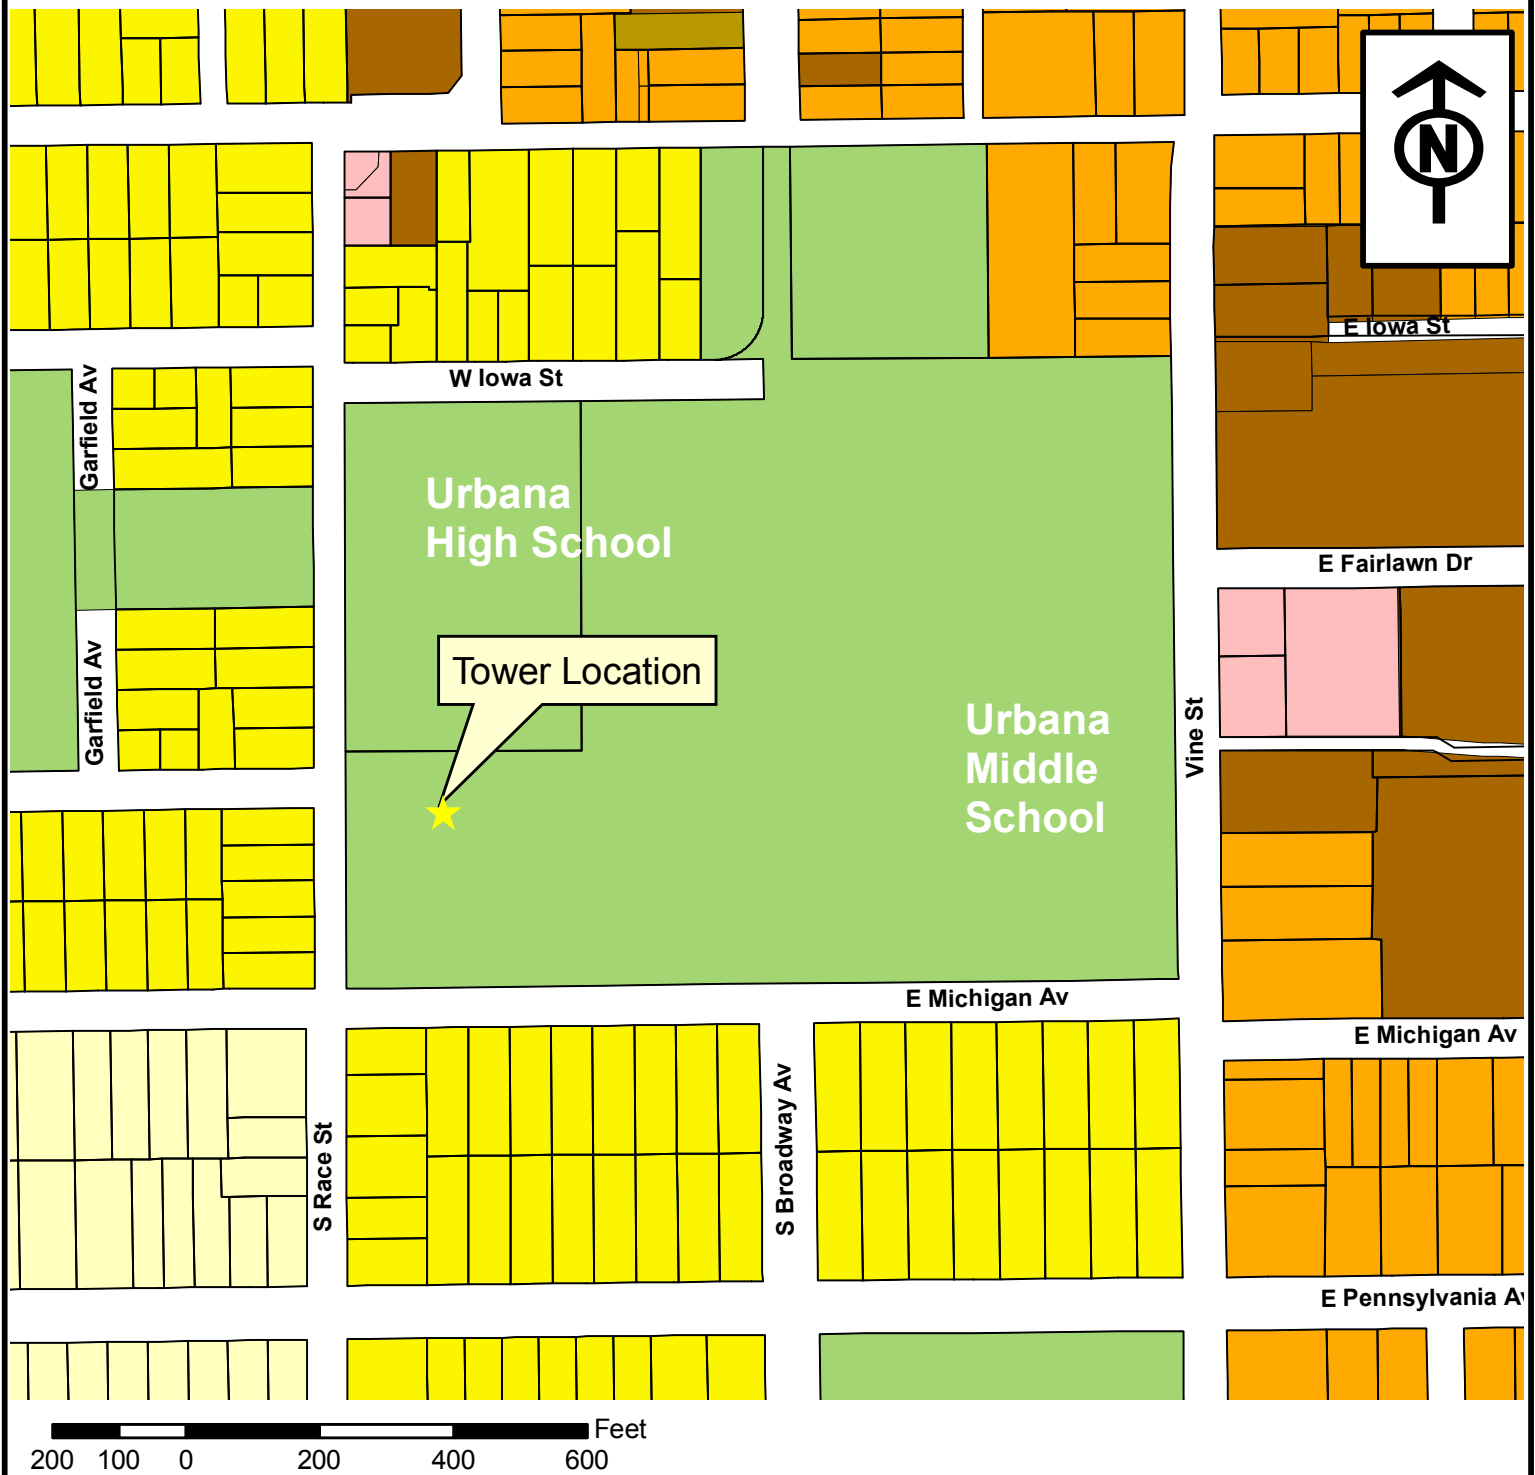 N
E Iowa St
W Iowa St
Garfield Av
Urbana
High School
E Fairlawn Dr
Tower Location
Garfield Av
Urbana
Middle
School
Vine St
E Michigan Av
E Michigan Av
S Race St
S Broadway Av
E Pennsylvania Av
Feet
200 100 0 200 400 600